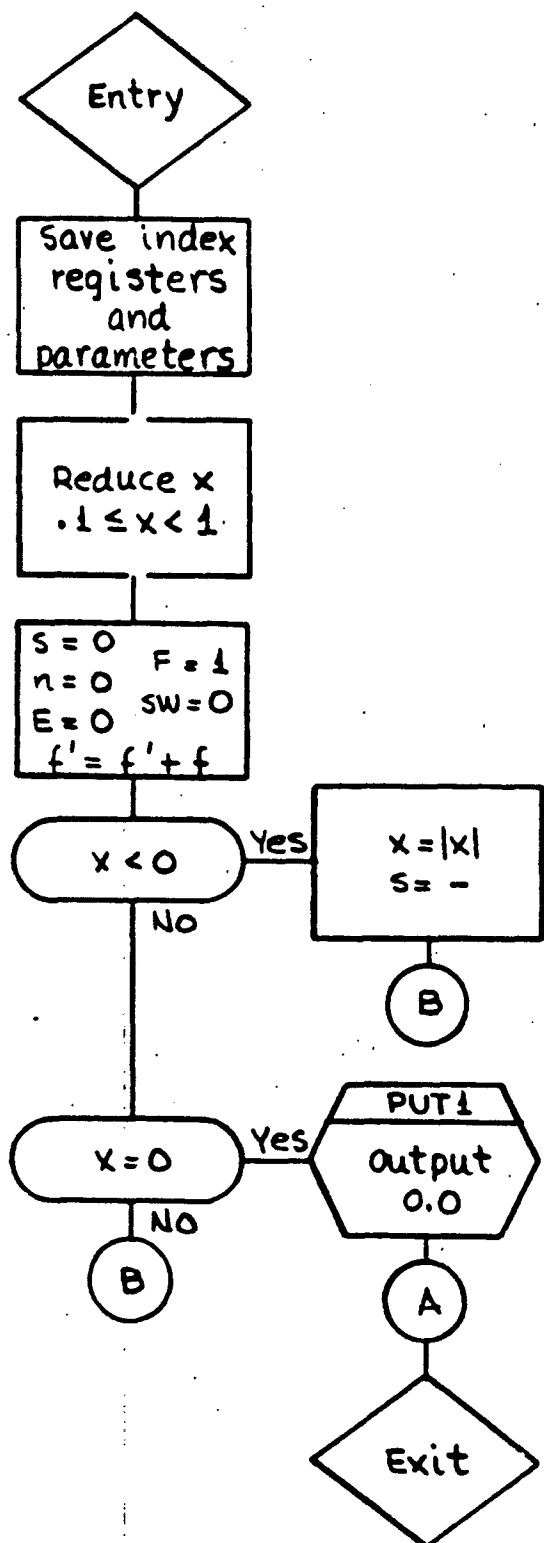 Entry
Save index
registers
and
parameters
Reduce x
.1 ≤ x < 1
s = 0
n = 0
E = 0
F = 1
sw = 0
f' = f' + f
x < 0
Yes
NO
x = |x|
s = -
B
x = 0
Yes
NO
PUT1
output
0.0
B
A
Exit